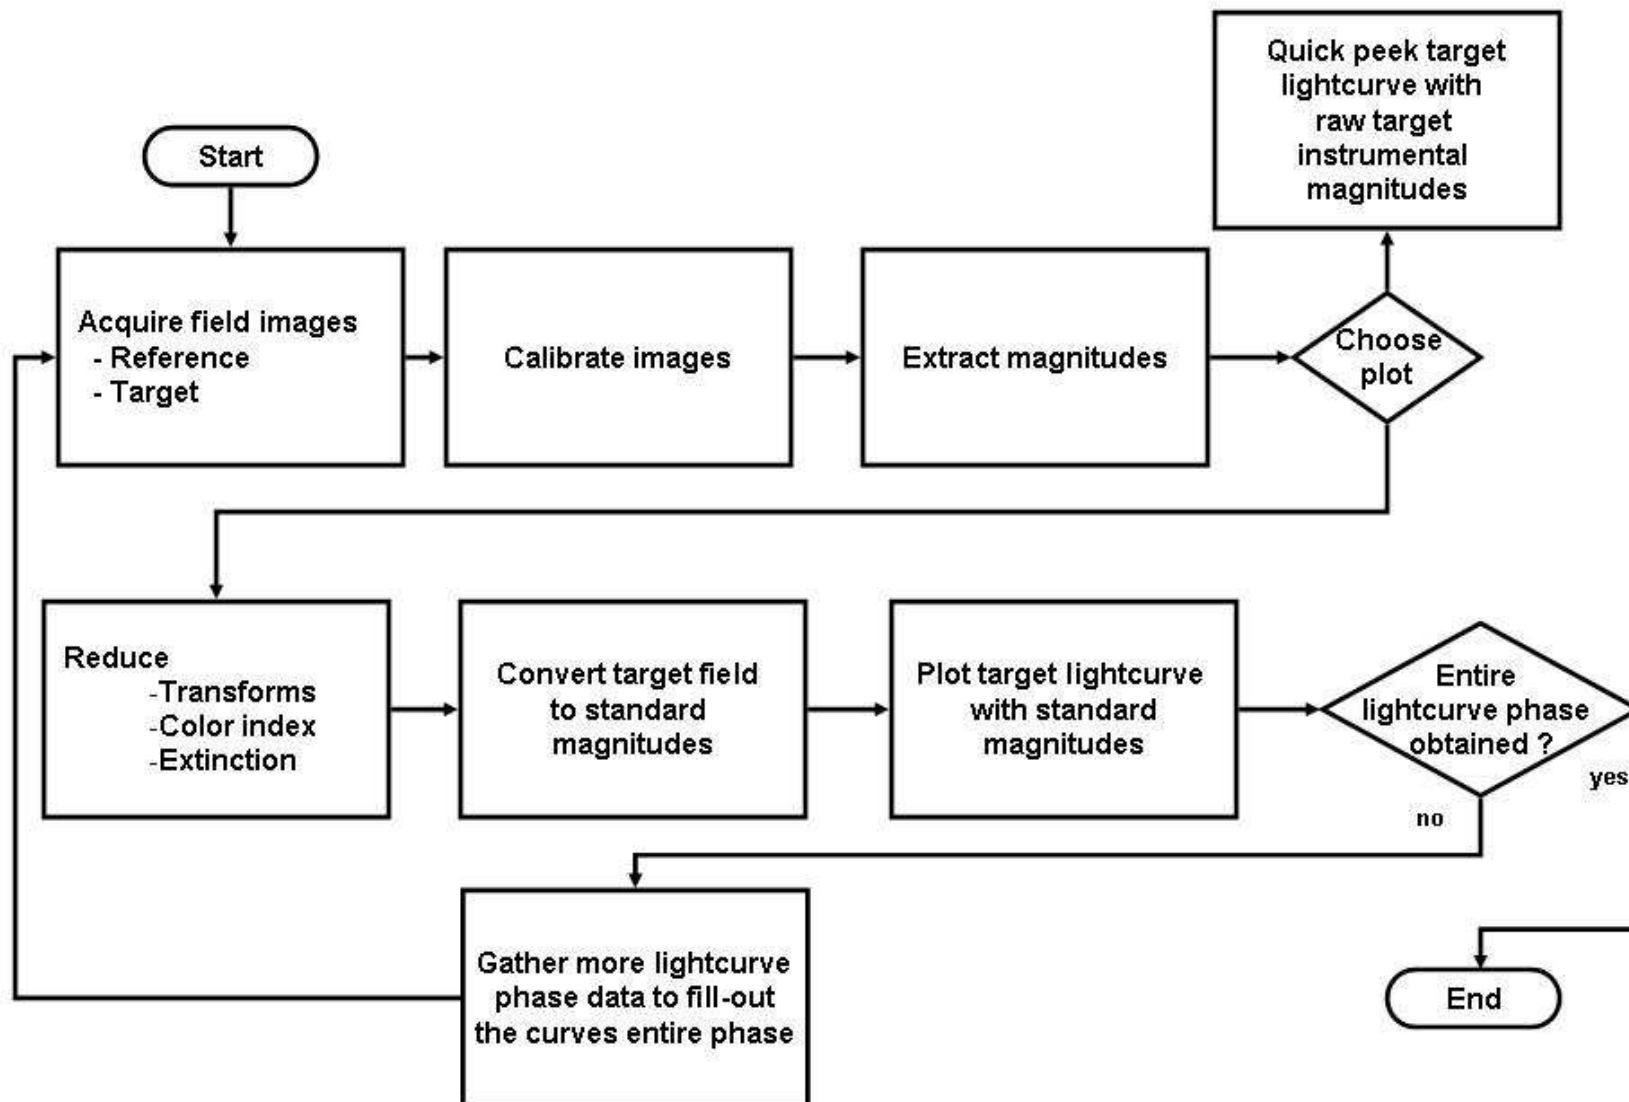 Quick peek target
lightcurve with
raw target
instrumental
magnitudes
Start
Acquire field images
- Reference
- Target
Calibrate images
Extract magnitudes
Choose
plot
Reduce
-Transforms
-Color index
-Extinction
Convert target field
to standard
magnitudes
Plot target lightcurve
with standard
magnitudes
Entire
lightcurve phase
obtained ?
yes
no
Gather more lightcurve
phase data to fill-out
the curves entire phase
End